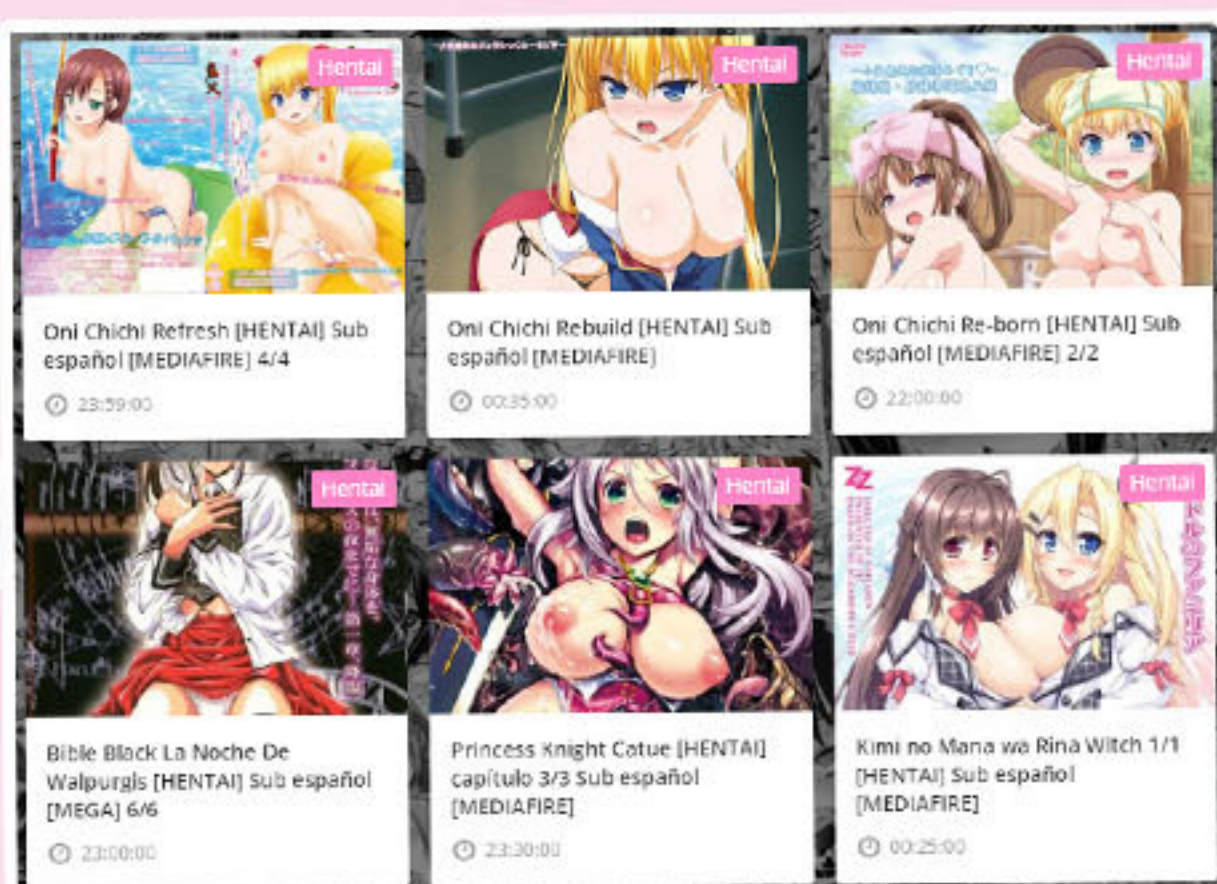 Hentai
Oni Chichi Refresh [HENTAI] Sub
español [MEDIAFIRE] 4/4
23:59:00
Hentai
Oni Chichi Rebuild [HENTAI] Sub
español [MEDIAFIRE]
00:35:00
Hentai
Oni Chichi Re-born [HENTAI] Sub
español [MEDIAFIRE] 2/2
22:00:00
Hentai
Bible Black La Noche De
Walpurgis [HENTAI] Sub español
[MEGA] 6/6
23:00:00
Hentai
Princess Knight Catue [HENTAI]
capítulo 3/3 Sub español
[MEDIAFIRE]
23:30:00
ZZ
Hentai
Kimi no Mana wa Rina Witch 1/1
[HENTAI] Sub español
[MEDIAFIRE]
00:25:00